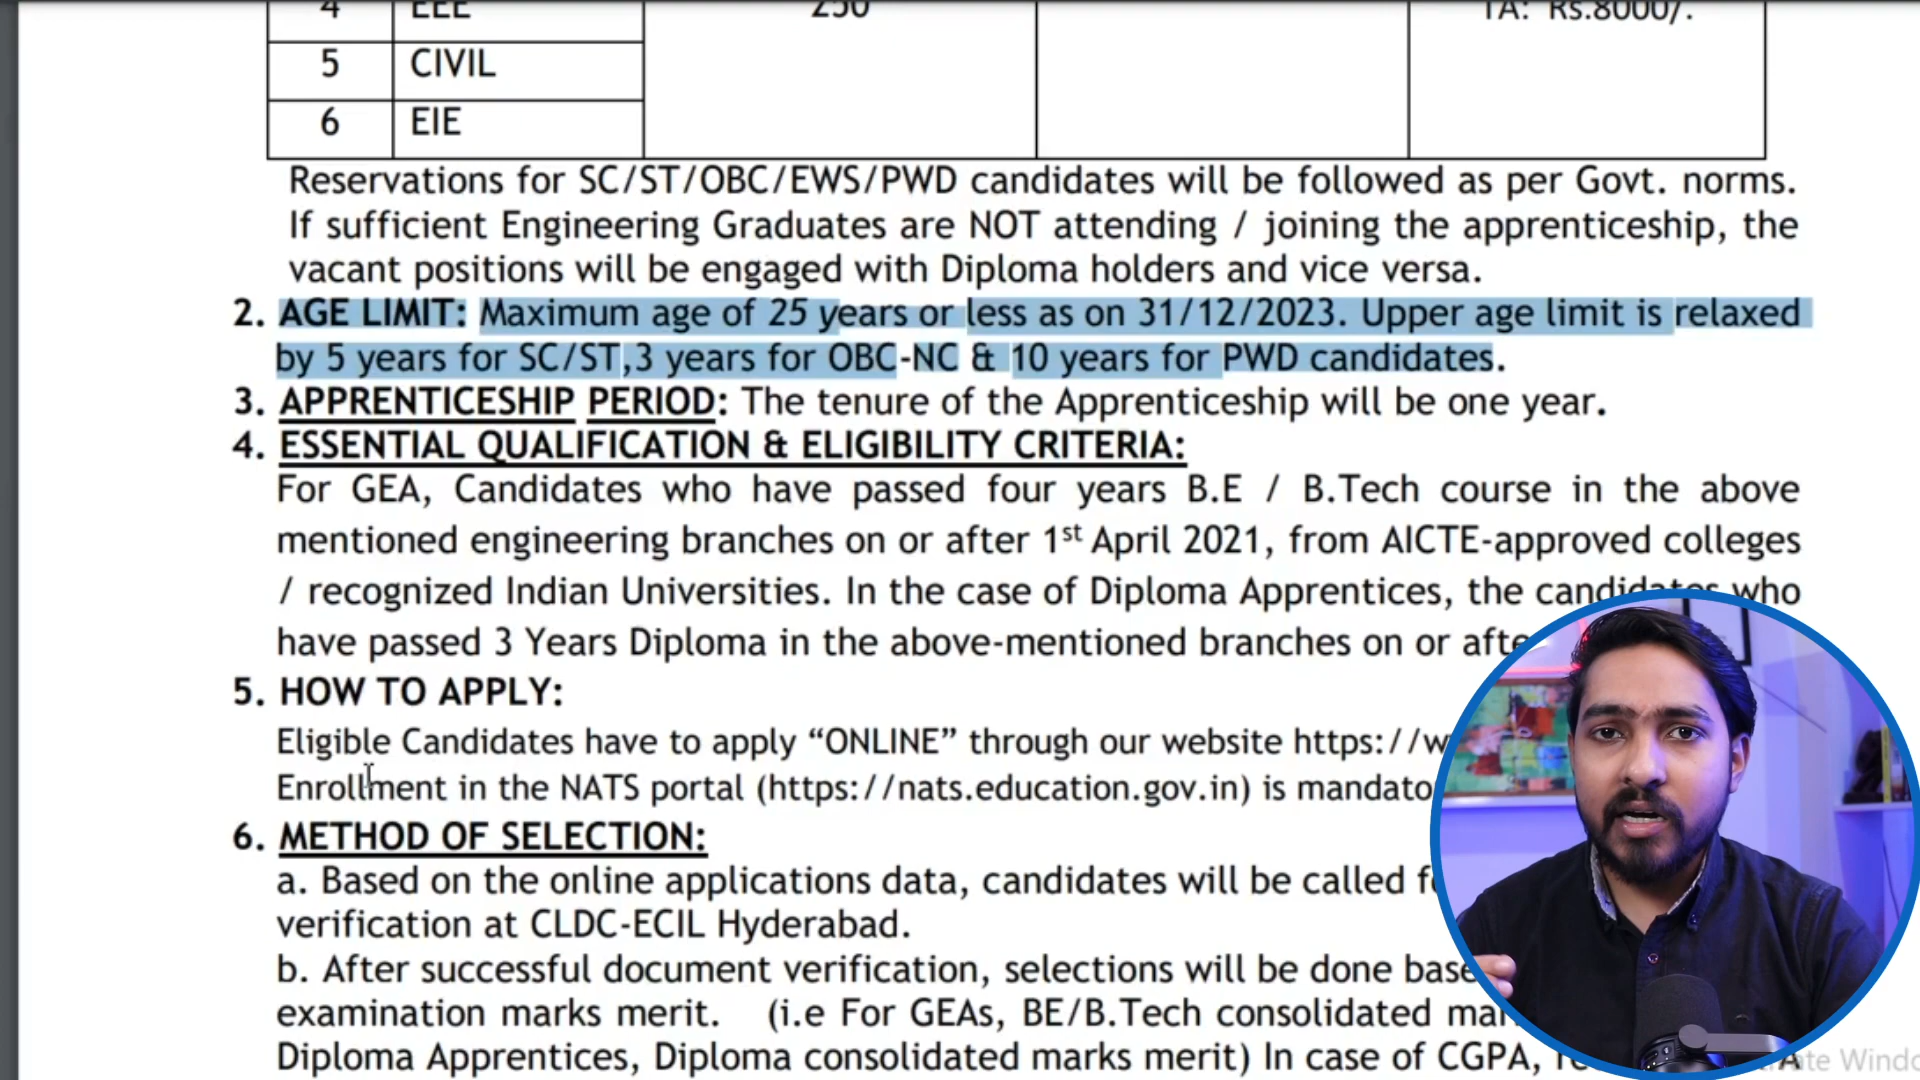 4 EEE 250 TA: Rs.8000/.
5 CIVIL
6 EIE
Reservations for SC/ST/OBC/EWS/PWD candidates will be followed as per Govt. norms.
If sufficient Engineering Graduates are NOT attending / joining the apprenticeship, the
vacant positions will be engaged with Diploma holders and vice versa.
2. AGE LIMIT: Maximum age of 25 years or less as on 31/12/2023. Upper age limit is relaxed
by 5 years for SC/ST,3 years for OBC-NC & 10 years for PWD candidates.
3. APPRENTICESHIP PERIOD: The tenure of the Apprenticeship will be one year.
4. ESSENTIAL QUALIFICATION & ELIGIBILITY CRITERIA:
For GEA, Candidates who have passed four years B.E / B.Tech course in the above
mentioned engineering branches on or after 1st April 2021, from AICTE-approved colleges
/ recognized Indian Universities. In the case of Diploma Apprentices, the candidates who
have passed 3 Years Diploma in the above-mentioned branches on or
5. HOW TO APPLY:
Eligible Candidates have to apply “ONLINE” through our website https://w
Enrollment in the NATS portal (https://nats.education.gov.in) is
6. METHOD OF SELECTION:
a. Based on the online applications data, candidates will be called
verification at CLDC-ECIL Hyderabad.
b. After successful document verification, selections will be done
examination marks merit. (i.e For GEAs, BE/B.Tech consolidated
Diploma Apprentices, Diploma consolidated marks merit) In case of CGPA,